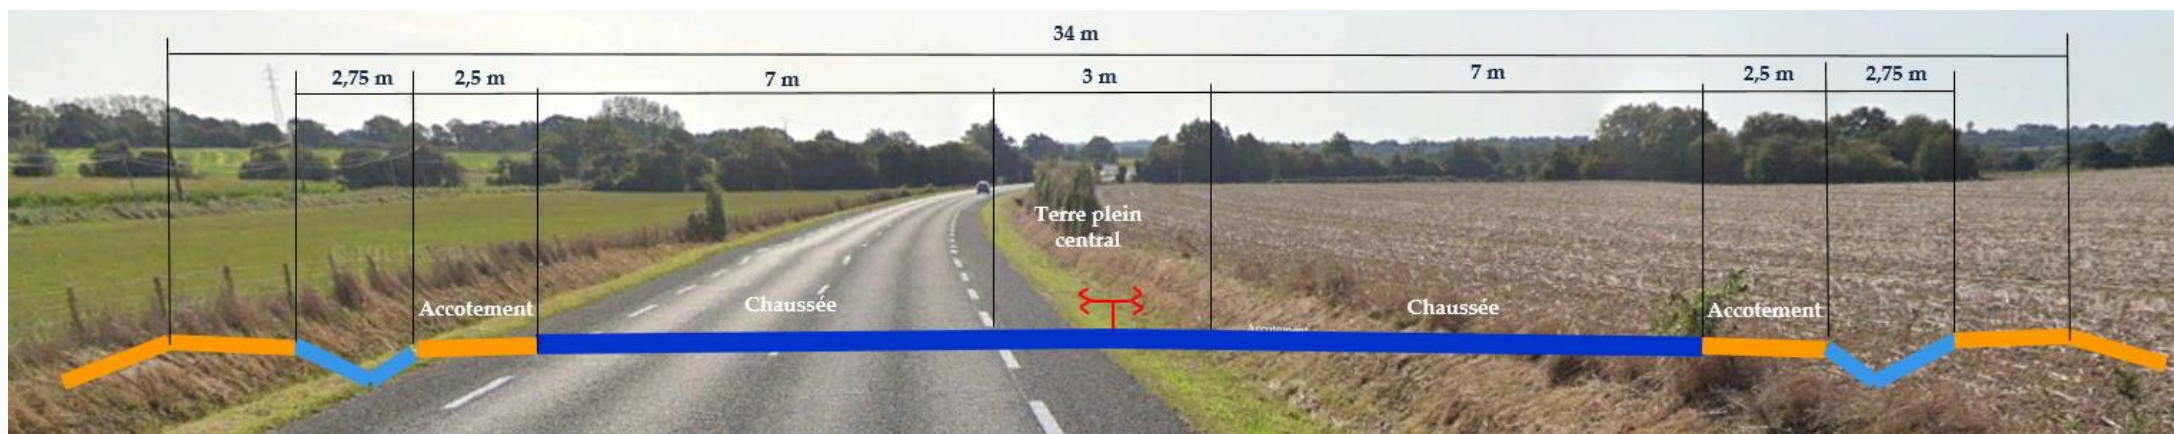 34 m
2,75 m
2,5 m
7 m
3 m
7 m
2,5 m
2,75 m
Terre plein
central
Accotement
Chaussée
Accotement
Chaussée
Accotement